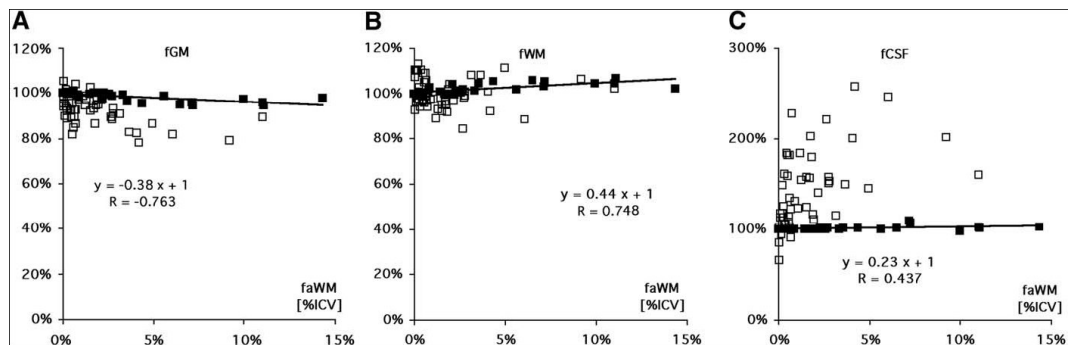 A
fGM
120%
100%
80%
60%
40%
20%
0%
y = -0.38 x + 1
R = -0.763
faWM
[%ICV]
0%
5%
10%
15%
B
fWM
120%
100%
80%
60%
40%
20%
0%
y = 0.44 x + 1
R = 0.748
faWM
[%ICV]
0%
5%
10%
15%
C
fCSF
300%
200%
100%
0%
y = 0.23 x + 1
R = 0.437
faWM
[%ICV]
0%
5%
10%
15%